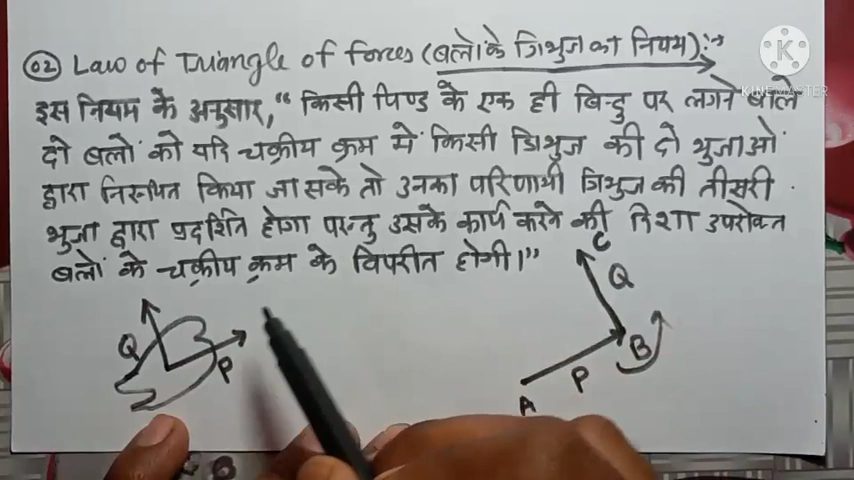 02 Law of Triangle of forces (बलो के त्रिभुज का नियम):→
इस नियम के अनुसार, “किसी पिण्ड के एक ही बिन्दु पर लगने वाले
दो बलों को यदि चक्रीय क्रम में किसी त्रिभुज की दो भुजाओं
द्वारा निरूपित किया जा सके तो उनका परिणामी त्रिभुज की तीसरी
भुजा द्वारा प्रदर्शित होगा परन्तु उसके कार्य करने की दिशा उपरोक्त
बलों के चक्रीय क्रम के विपरीत होगी।”
Q
P
C
Q
B
P
A
K
KINEMASTER